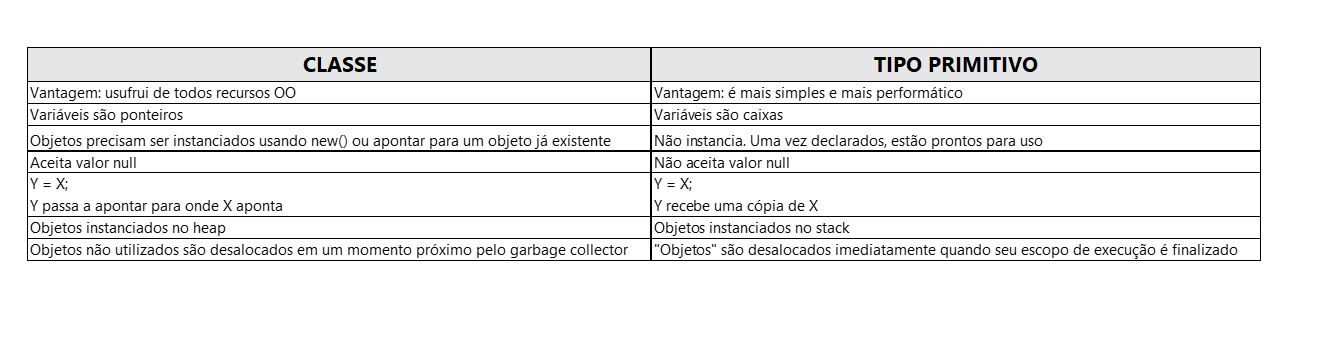 CLASSE
TIPO PRIMITIVO
Vantagem: usufrui de todos recursos OO
Vantagem: é mais simples e mais performático
Variáveis são ponteiros
Variáveis são caixas
Objetos precisam ser instanciados usando new() ou apontar para um objeto já existente
Não instancia. Uma vez declarados, estão prontos para uso
Aceita valor null
Não aceita valor null
Y = X;
Y passa a apontar para onde X aponta
Y = X;
Y recebe uma cópia de X
Objetos instanciados no heap
Objetos instanciados no stack
Objetos não utilizados são desalocados em um momento próximo pelo garbage collector
"Objetos" são desalocados imediatamente quando seu escopo de execução é finalizado